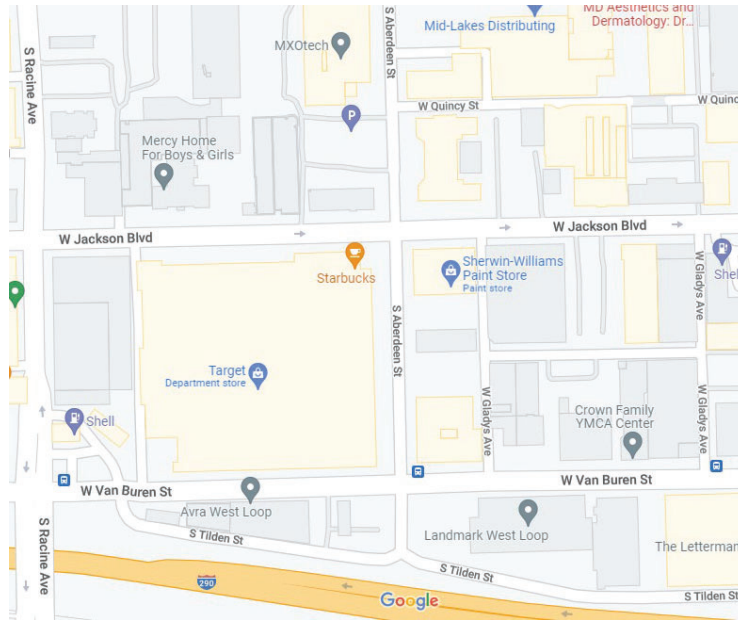 MD Aesthetics and
Dermatology: Dr...
Mid-Lakes Distributing
MXOtech
S Racine Ave
S Aberdeen St
W Quincy St
W Quinc
P
Mercy Home
For Boys & Girls
W Jackson Blvd
W Jackson Blvd
Starbucks
Sherwin-Williams
Paint Store
Paint store
Shel
W Gladys Ave
S Aberdeen St
Target
Department store
W Gladys Ave
W Gladys Ave
Shell
Crown Family
YMCA Center
W Van Buren St
W Van Buren St
Avra West Loop
Landmark West Loop
S Racine Ave
S Tilden St
The Letterman
S Tilden St
S Tilden St
290
Google